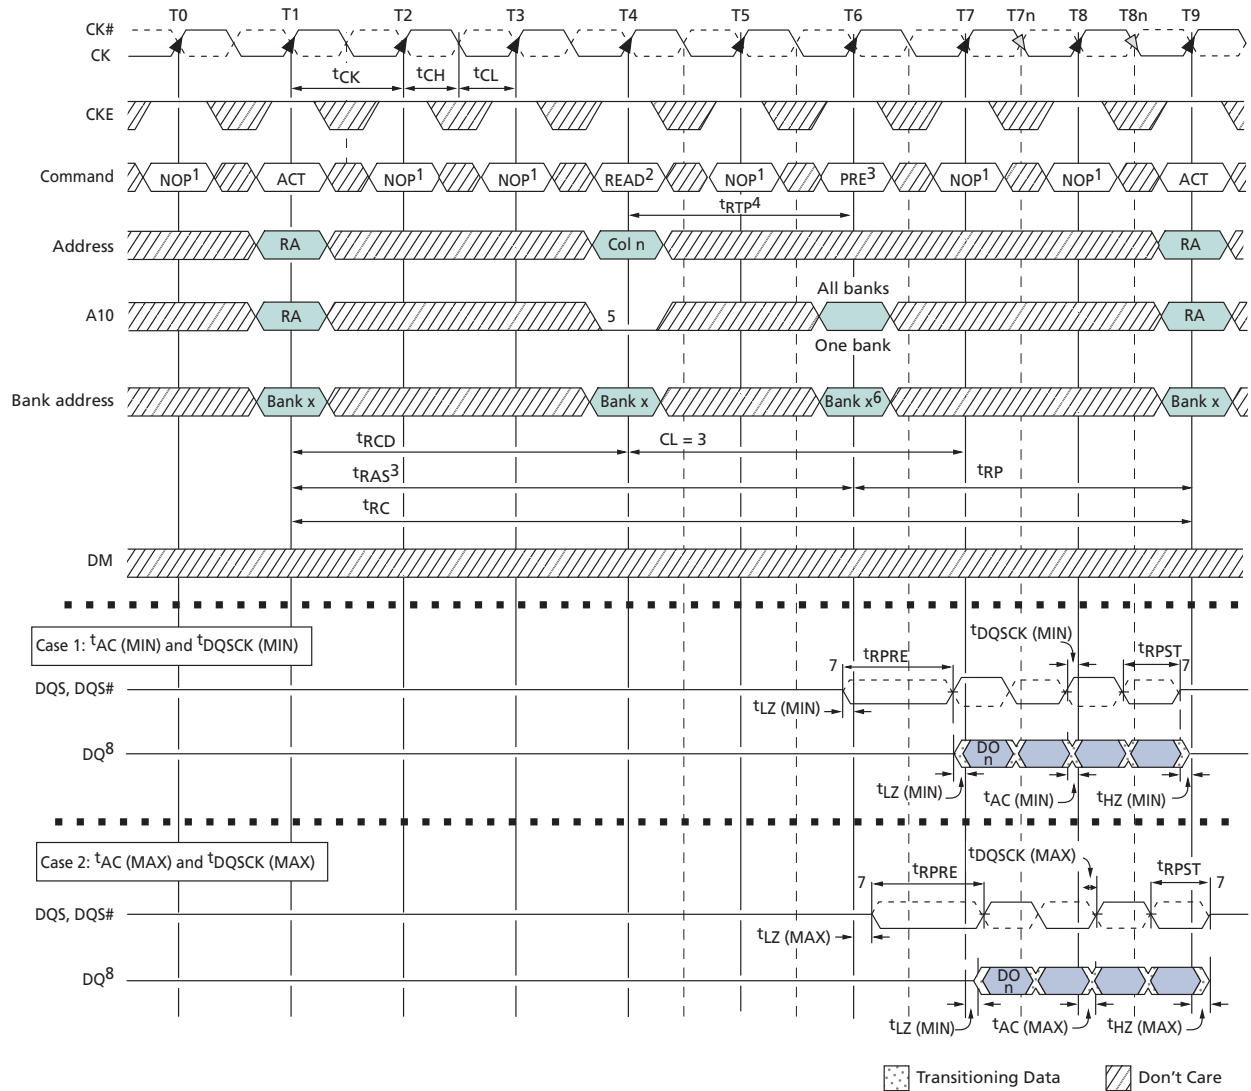 T0 T1 T2 T3 T4 T5 T6 T7 T7n T8 T8n T9
CK#
CK
tCK tCH tCL
CKE
Command NOP1 ACT NOP1 NOP1 READ2 NOP1 PRE3 NOP1 NOP1 ACT
tRTP4
Address RA Col n RA
All banks
A10 RA 5 RA
One bank
Bank address Bank x Bank x Bank x6 Bank x
tRCD CL = 3
tRAS3 tRP
tRC
DM
Case 1: tAC (MIN) and tDQSCK (MIN)
tDQSCK (MIN)
7 tRPRE tRPST 7
DQS, DQS#
tLZ (MIN)
DQ8 DO
n
tLZ (MIN) tAC (MIN) tHZ (MIN)
Case 2: tAC (MAX) and tDQSCK (MAX)
tDQSCK (MAX)
7 tRPRE tRPST 7
DQS, DQS#
tLZ (MAX)
DQ8 DO
n
tLZ (MIN) tAC (MAX) tHZ (MAX)
Transitioning Data Don't Care